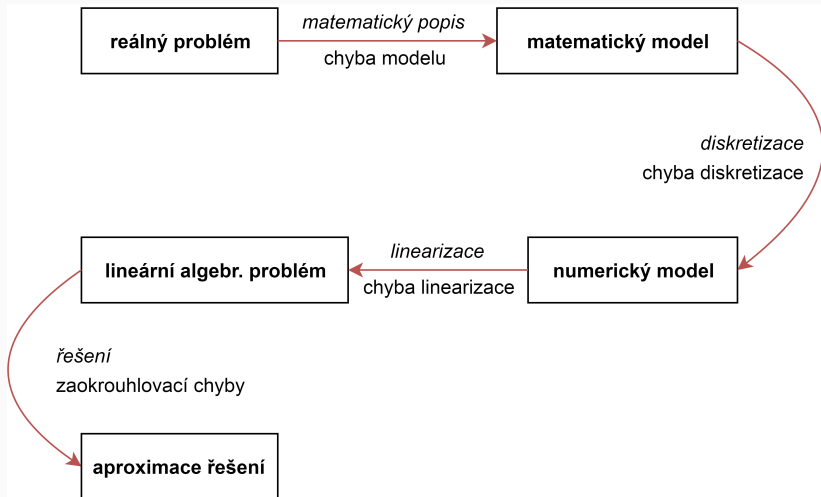 reálný problém
matematický popis
chyba modelu
matematický model
diskretizace
chyba diskretizace
lineární algebr. problém
linearizace
chyba linearizace
numerický model
řešení
zaokrouhlovací chyby
aproximace řešení